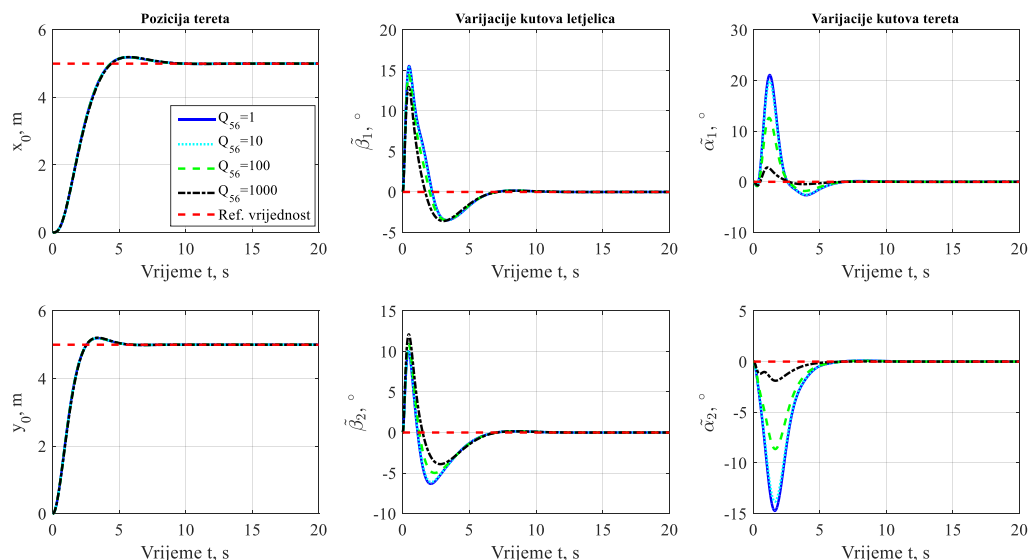 Pozicija tereta
x0, m
6
4
2
0
Q56=1
Q56=10
Q56=100
Q56=1000
Ref. vrijednost
0 5 10 15 20
Vrijeme t, s
Varijacije kutova letjelica
β̃1, °
20
15
10
5
0
-5
0 5 10 15 20
Vrijeme t, s
Varijacije kutova tereta
α̃1, °
30
20
10
0
-10
0 5 10 15 20
Vrijeme t, s
y0, m
6
4
2
0
0 5 10 15 20
Vrijeme t, s
β̃2, °
15
10
5
0
-5
-10
0 5 10 15 20
Vrijeme t, s
α̃2, °
5
0
-5
-10
-15
0 5 10 15 20
Vrijeme t, s